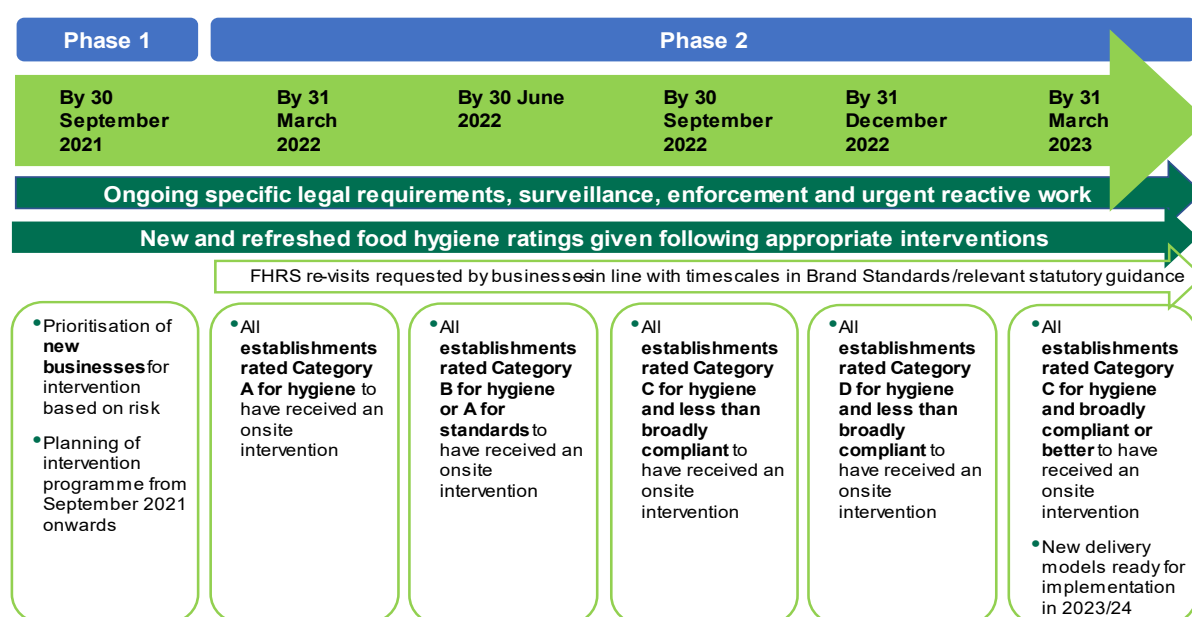 Phase 1
Phase 2
By 30
September
2021
By 31
March
2022
By 30 June
2022
By 30
September
2022
By 31
December
2022
By 31
March
2023
Ongoing specific legal requirements, surveillance, enforcement and urgent reactive work
New and refreshed food hygiene ratings given following appropriate interventions
FHRS re-visits requested by businesses in line with timescales in Brand Standards/relevant statutory guidance
•Prioritisation of
new
businesses for
intervention
based on risk
•Planning of
intervention
programme from
September 2021
onwards
•All
establishments
rated Category
A for hygiene to
have received an
onsite
intervention
•All
establishments
rated Category
B for hygiene
or A for
standards to
have received an
onsite
intervention
•All
establishments
rated Category
C for hygiene
and less than
broadly
compliant to
have received an
onsite
intervention
•All
establishments
rated Category
D for hygiene
and less than
broadly
compliant to
have received an
onsite
intervention
•All
establishments
rated Category
C for hygiene
and broadly
compliant or
better to have
received an
onsite
intervention
•New delivery
models ready for
implementation
in 2023/24